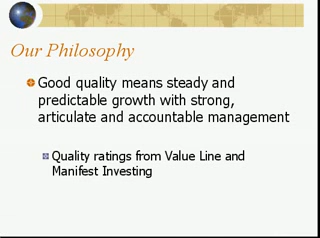 Our Philosophy
Good quality means steady and
predictable growth with strong,
articulate and accountable management
Quality ratings from Value Line and
Manifest Investing